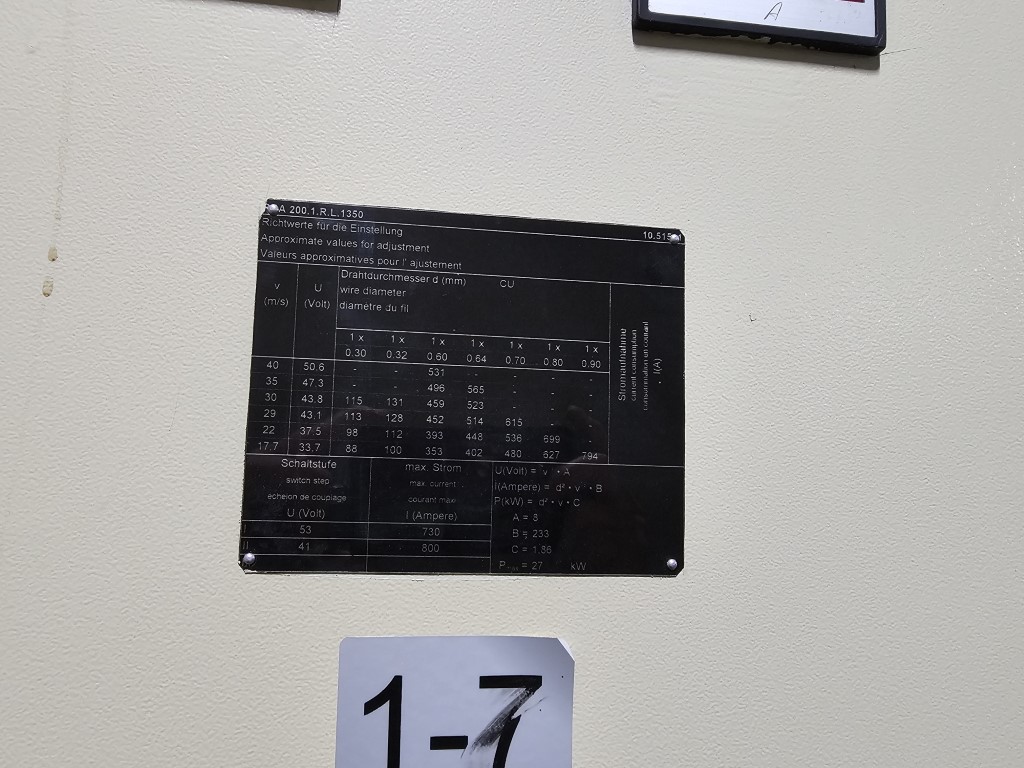 A
A 200.1.R.L.1350
Richtwerte für die Einstellung
Approximate values for adjustment
Valeurs approximatives pour l' ajustement
v (m/s)
U (Volt)
Drahtdurchmesser d (mm) CU
wire diameter
diametre du fil
1 x 1 x 1 x 1 x 1 x 1 x 1 x
0.30 0.32 0.60 0.64 0.70 0.80 0.90
40 50.6 - - 531 - - - -
35 47.3 - - 496 565 - - -
30 43.8 115 131 459 523 - - -
29 43.1 113 128 452 514 615 - -
22 37.5 98 112 393 448 536 699 -
17.7 33.7 88 100 353 402 480 627 794
Stromaufnahme
current consumption
consommation en courant
I(A)
Schaltstufe max. Strom
switch step max. current
echelon de couplage courant maxi
U (Volt) I (Ampere)
53 730
II 41 800
U(Volt) = v • A
I(Ampere) = d² • v • B
P(kW) = d² • v • C
A = 8
B = 233
C = 1.86
= 27 kW
1-7